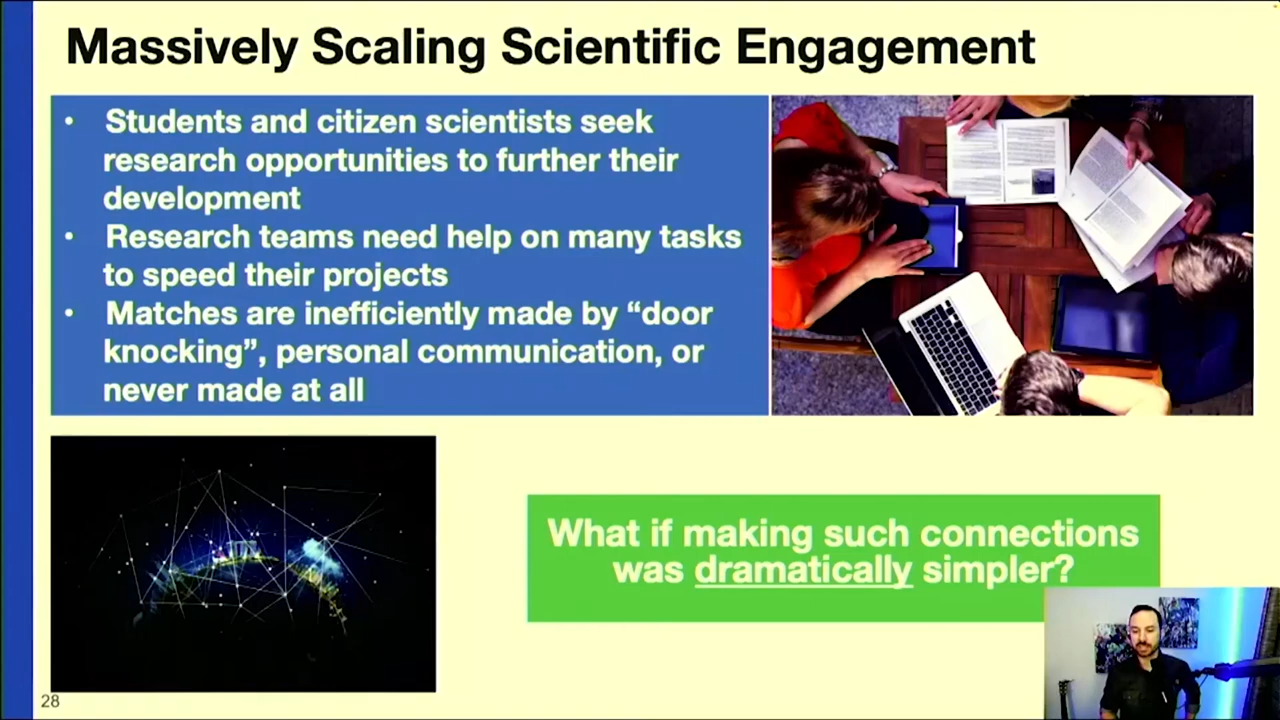 Massively Scaling Scientific Engagement
• Students and citizen scientists seek
research opportunities to further their
development
• Research teams need help on many tasks
to speed their projects
• Matches are inefficiently made by “door
knocking”, personal communication, or
never made at all
What if making such connections
was dramatically simpler?
28